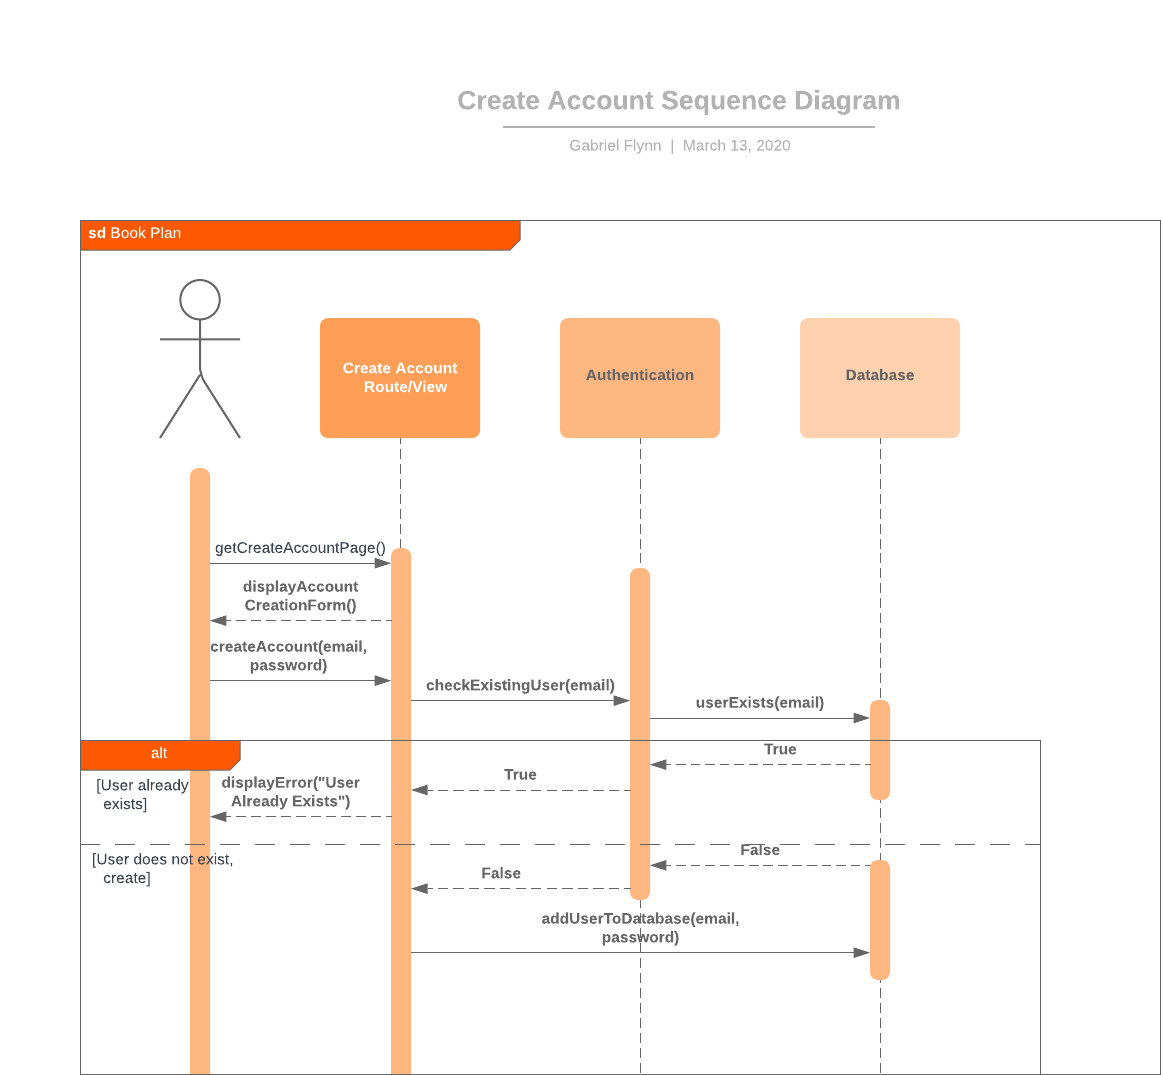 Create Account Sequence Diagram
Gabriel Flynn | March 13, 2020
sd Book Plan
Create Account
Route/View
Authentication
Database
getCreateAccountPage()
displayAccount
CreationForm()
createAccount(email,
password)
checkExistingUser(email)
userExists(email)
alt
True
True
[User already
exists]
displayError("User
Already Exists")
False
[User does not exist,
create]
False
addUserToDatabase(email,
password)